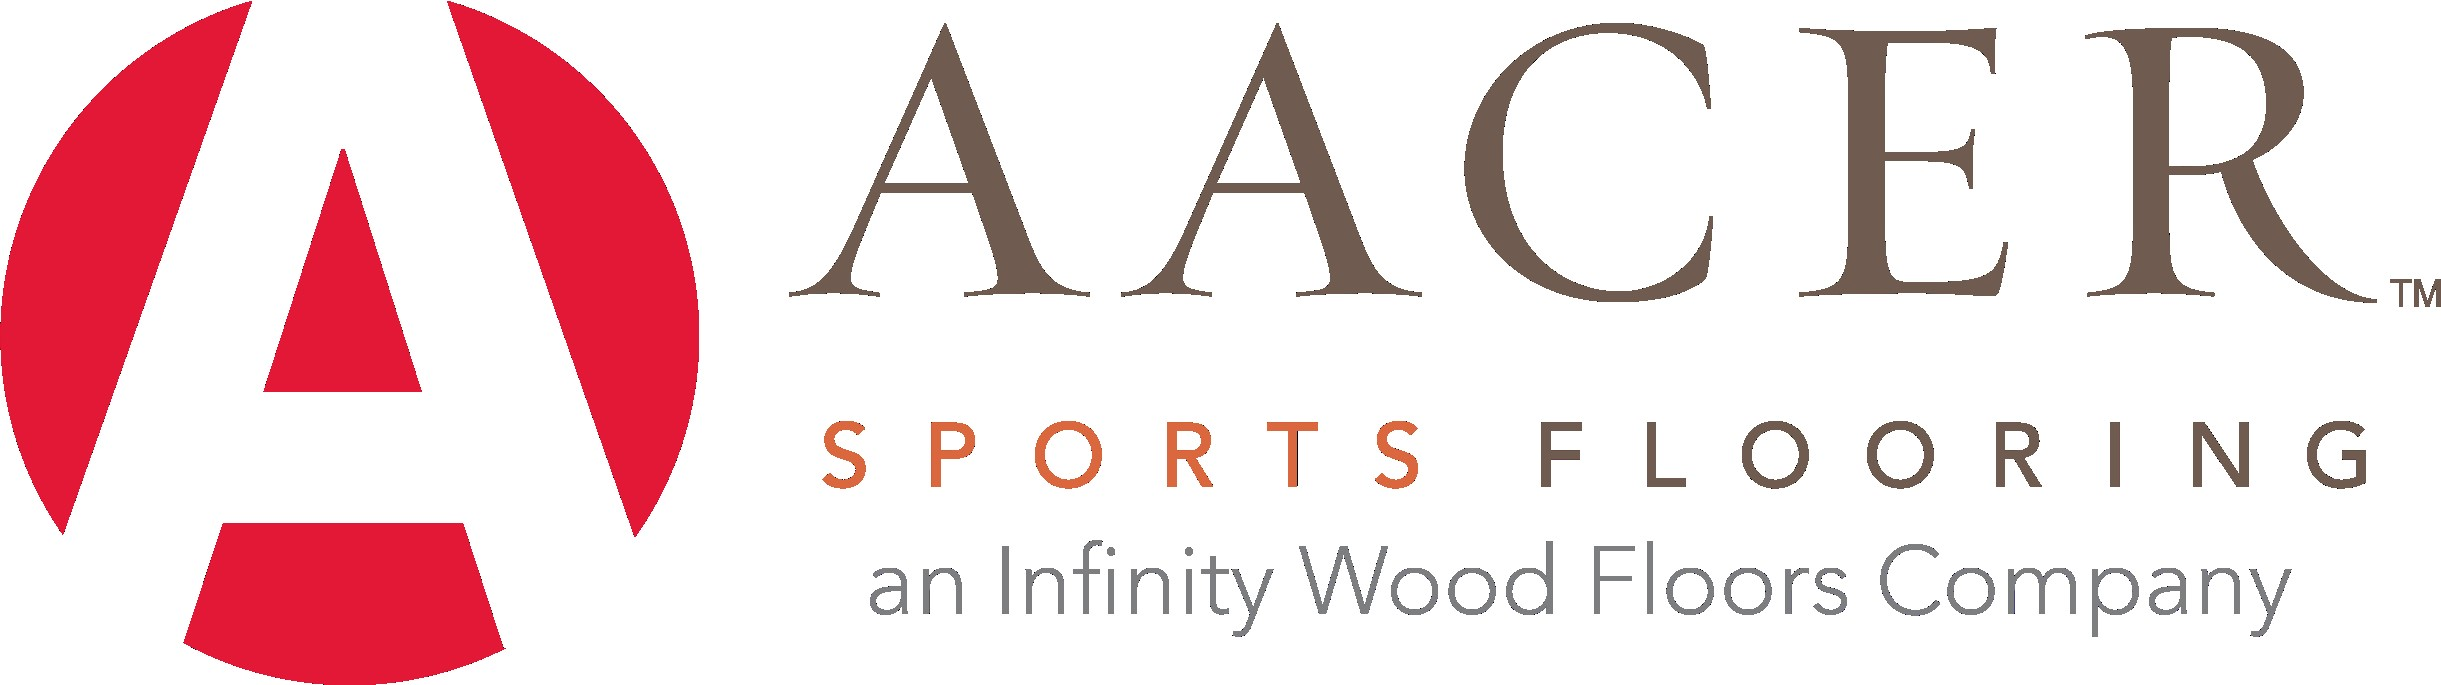 AACER™
SPORTS FLOORING
an Infinity Wood Floors Company